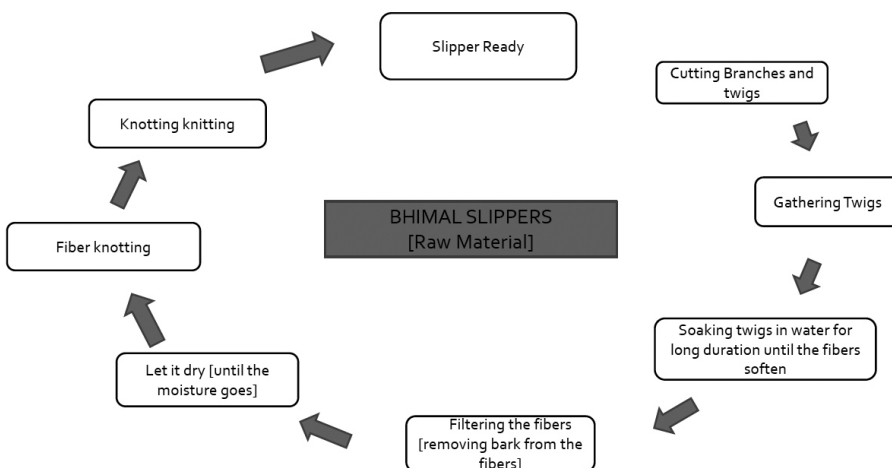 Slipper Ready
Cutting Branches and
twigs
Knotting knitting
Gathering Twigs
BHIMAL SLIPPERS
[Raw Material]
Fiber knotting
Soaking twigs in water for
long duration until the fibers
soften
Let it dry [until the
moisture goes]
Filtering the fibers
[removing bark from the
fibers]